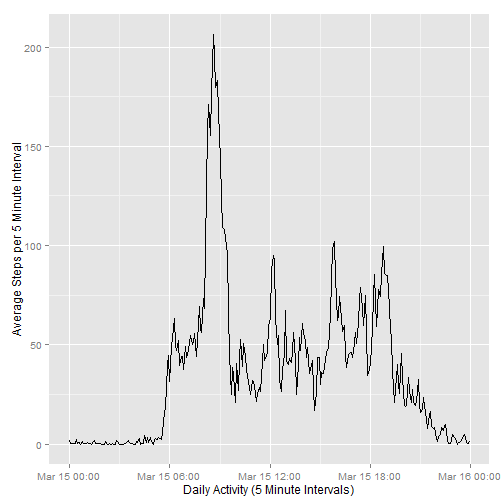 Average Steps per 5 Minute Interval
200
150
100
50
0
Mar 15 00:00 Mar 15 06:00 Mar 15 12:00 Mar 15 18:00 Mar 16 00:00
Daily Activity (5 Minute Intervals)